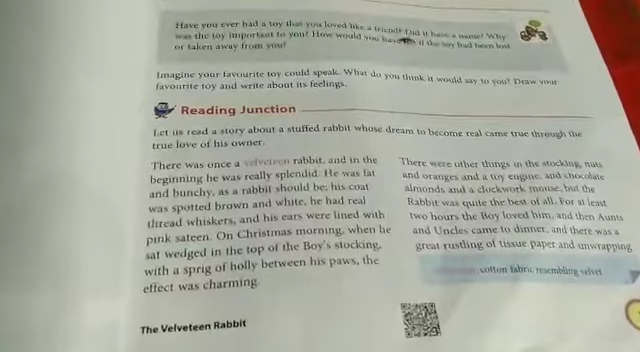 Have you ever had a toy that you loved like a friend? Did it have a name? Why
was the toy important to you? How would you have felt if the toy had been lost
or taken away from you?
Imagine your favourite toy could speak. What do you think it would say to you? Draw your
favourite toy and write about its feelings.
Reading Junction
Let us read a story about a stuffed rabbit whose dream to become real came true through the
true love of his owner.
There was once a velveteen rabbit, and in the
beginning he was really splendid. He was fat
and bunchy, as a rabbit should be; his coat
was spotted brown and white, he had real
thread whiskers, and his ears were lined with
pink sateen. On Christmas morning, when he
sat wedged in the top of the Boy's stocking,
with a sprig of holly between his paws, the
effect was charming.
There were other things in the stocking, nuts
and oranges and a toy engine, and chocolate
almonds and a clockwork mouse, but the
Rabbit was quite the best of all. For at least
two hours the Boy loved him, and then Aunts
and Uncles came to dinner, and there was a
great rustling of tissue paper and unwrapping
cotton fabric resembling velvet
The Velveteen Rabbit